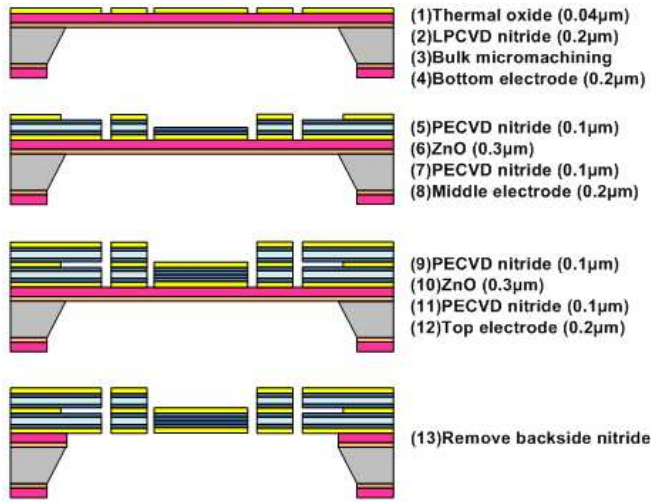 (1)Thermal oxide (0.04µm)
(2)LPCVD nitride (0.2µm)
(3)Bulk micromachining
(4)Bottom electrode (0.2µm)
(5)PECVD nitride (0.1µm)
(6)ZnO (0.3µm)
(7)PECVD nitride (0.1µm)
(8)Middle electrode (0.2µm)
(9)PECVD nitride (0.1µm)
(10)ZnO (0.3µm)
(11)PECVD nitride (0.1µm)
(12)Top electrode (0.2µm)
(13)Remove backside nitride